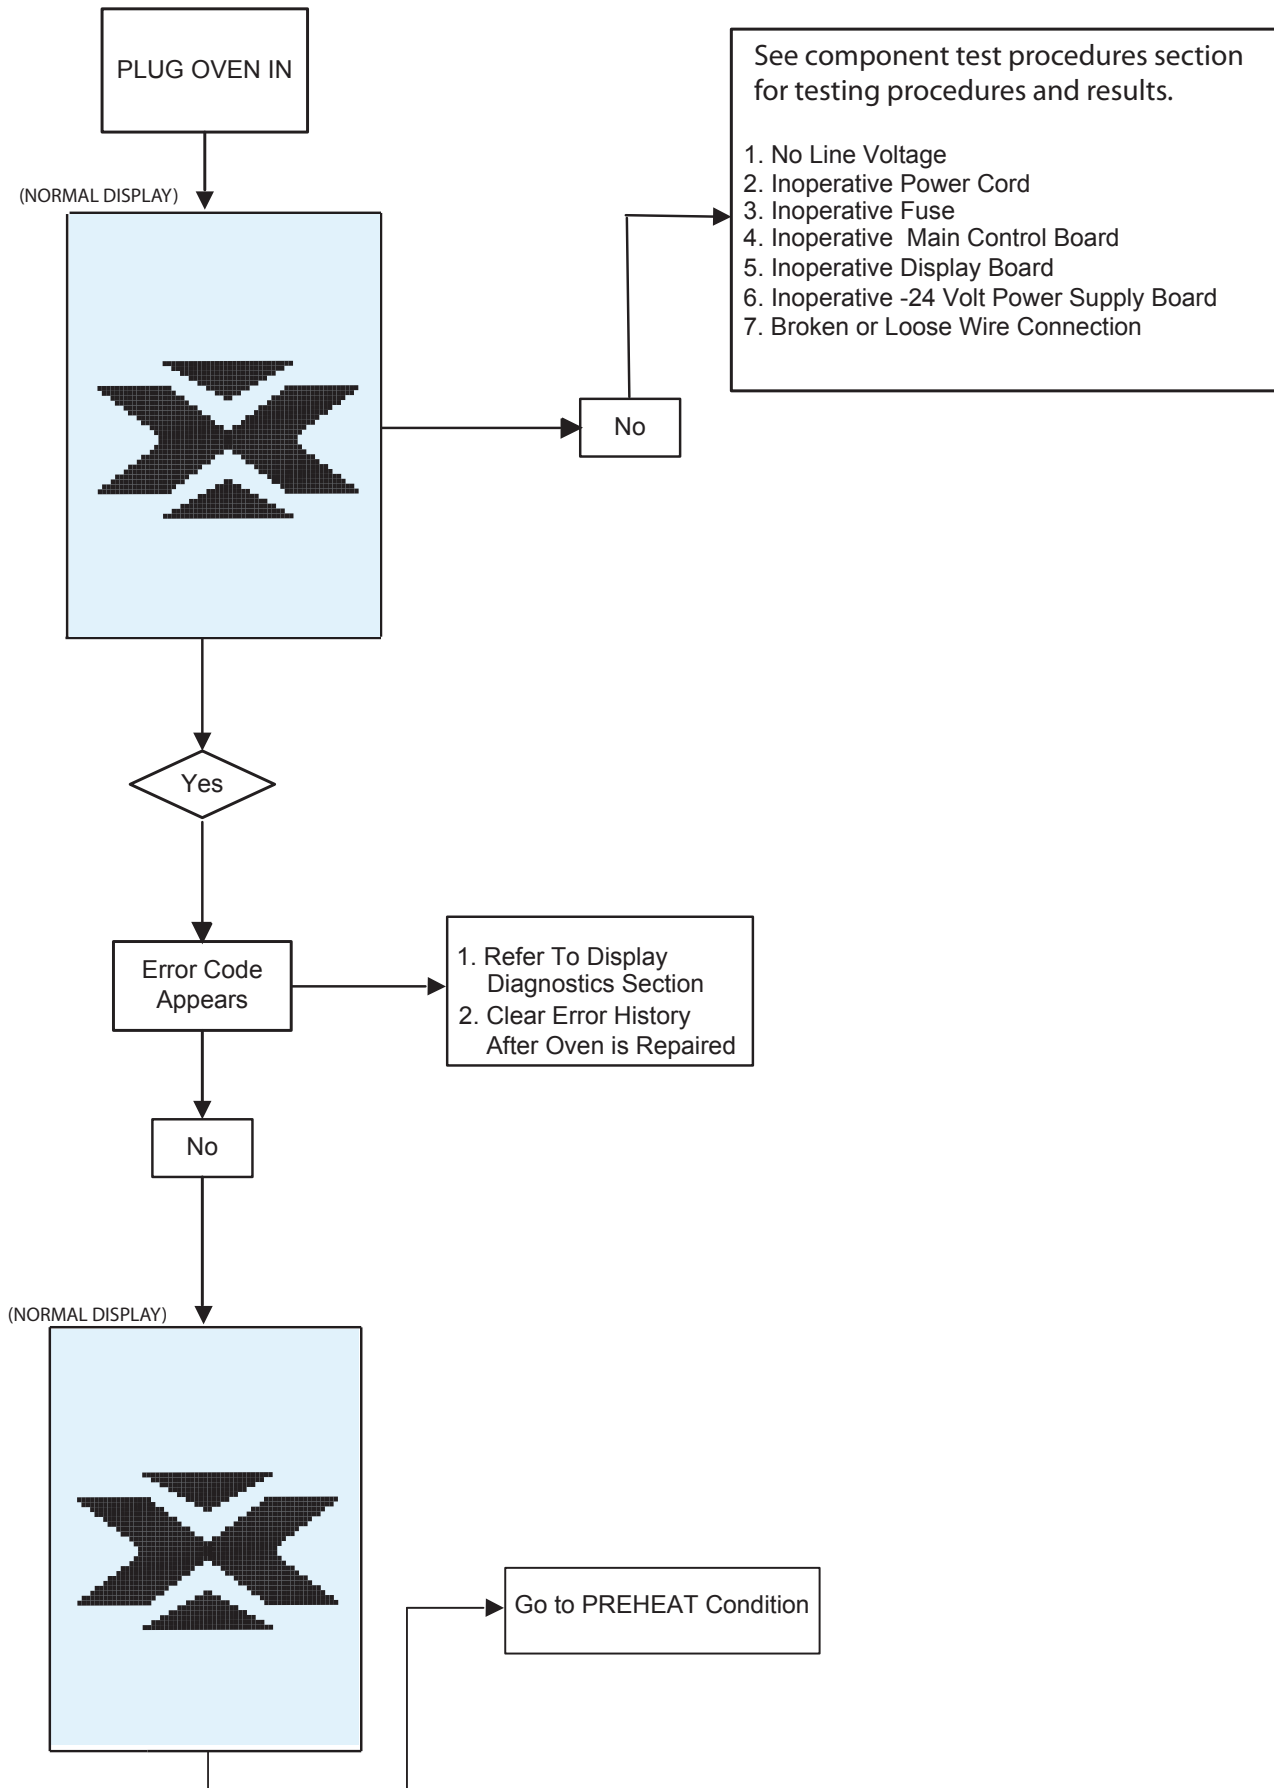 PLUG OVEN IN
(NORMAL DISPLAY)
See component test procedures section
for testing procedures and results.
1. No Line Voltage
2. Inoperative Power Cord
3. Inoperative Fuse
4. Inoperative  Main Control Board
5. Inoperative Display Board
6. Inoperative -24 Volt Power Supply Board
7. Broken or Loose Wire Connection
No
Yes
Error Code
Appears
1. Refer To Display
Diagnostics Section
2. Clear Error History
After Oven is Repaired
No
(NORMAL DISPLAY)
Go to PREHEAT Condition